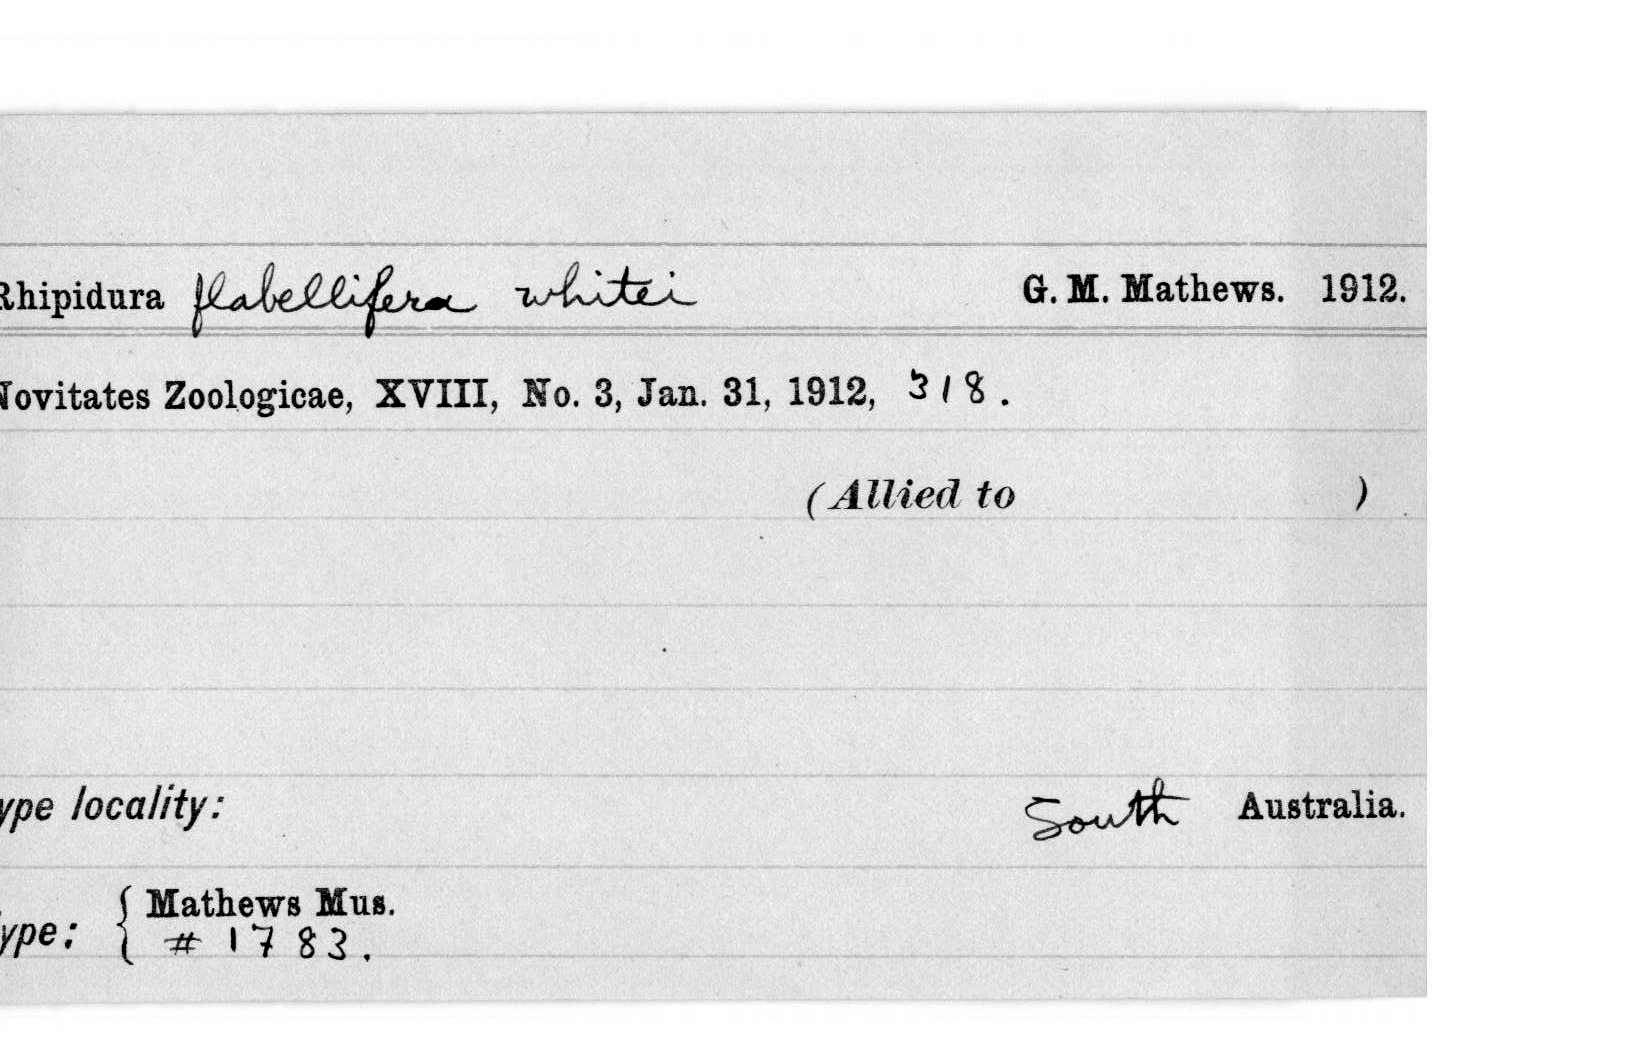 Rhipidura flabellifera whitei G. M. Mathews. 1912.
Novitates Zoologicae, XVIII, No. 3, Jan. 31, 1912, 318.
(Allied to )
ype locality: South Australia.
Mathews Mus.
ype: { # 1783.